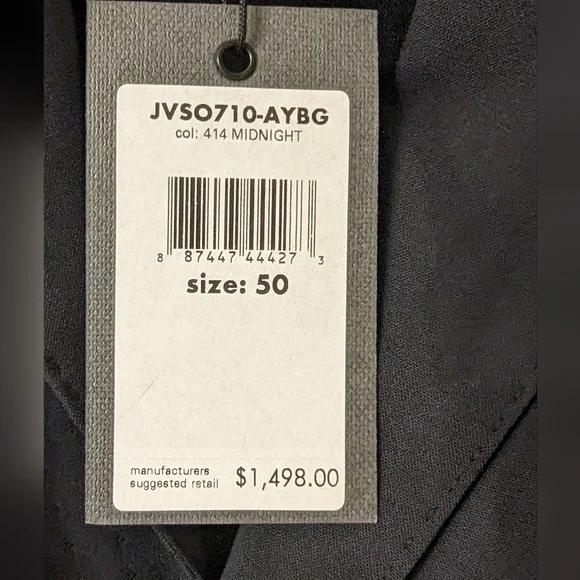 JVSO710-AYBG
col: 414 MIDNIGHT
8 87447 44427 3
size: 50
manufacturers
suggested retail $1,498.00